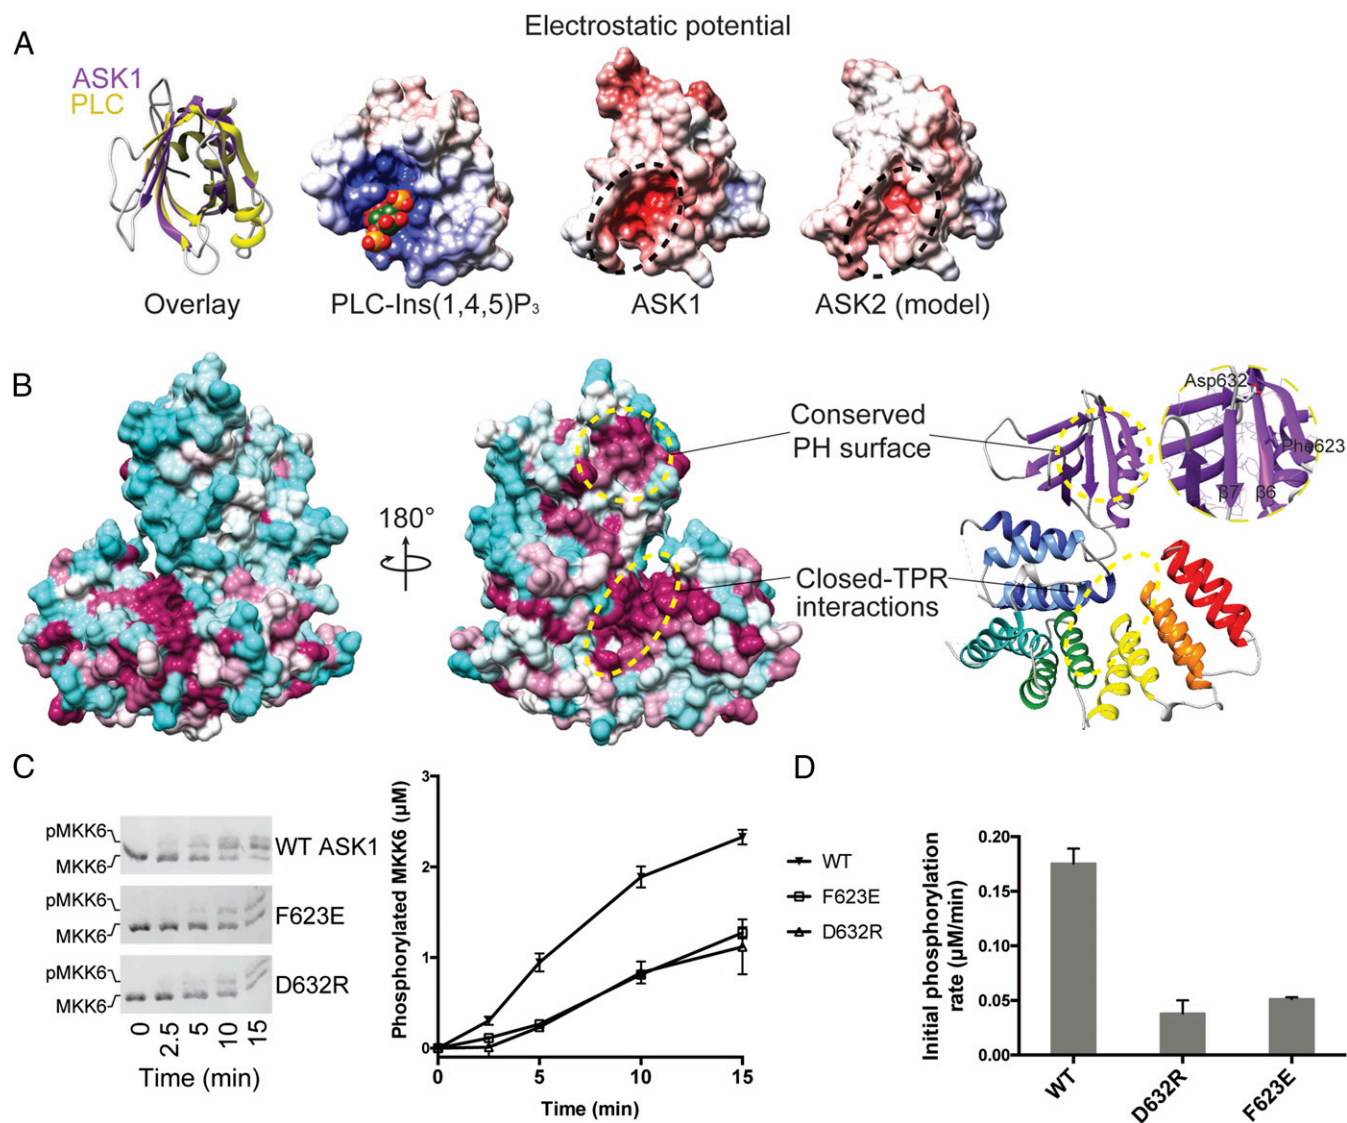 A
Electrostatic potential
ASK1
PLC
Overlay
PLC-Ins(1,4,5)P₃
ASK1
ASK2 (model)
B
180°
Conserved
PH surface
Closed-TPR
interactions
Asp632
Phe623
β7
β6
C
pMKK6
MKK6
WT ASK1
pMKK6
MKK6
F623E
pMKK6
MKK6
D632R
0
2.5
5
10
15
Time (min)
Phosphorylated MKK6 (µM)
3
2
1
0
0
5
10
15
Time (min)
WT
F623E
D632R
D
Initial phosphorylation
rate (µM/min)
0.20
0.15
0.10
0.05
0.00
WT
D632R
F623E